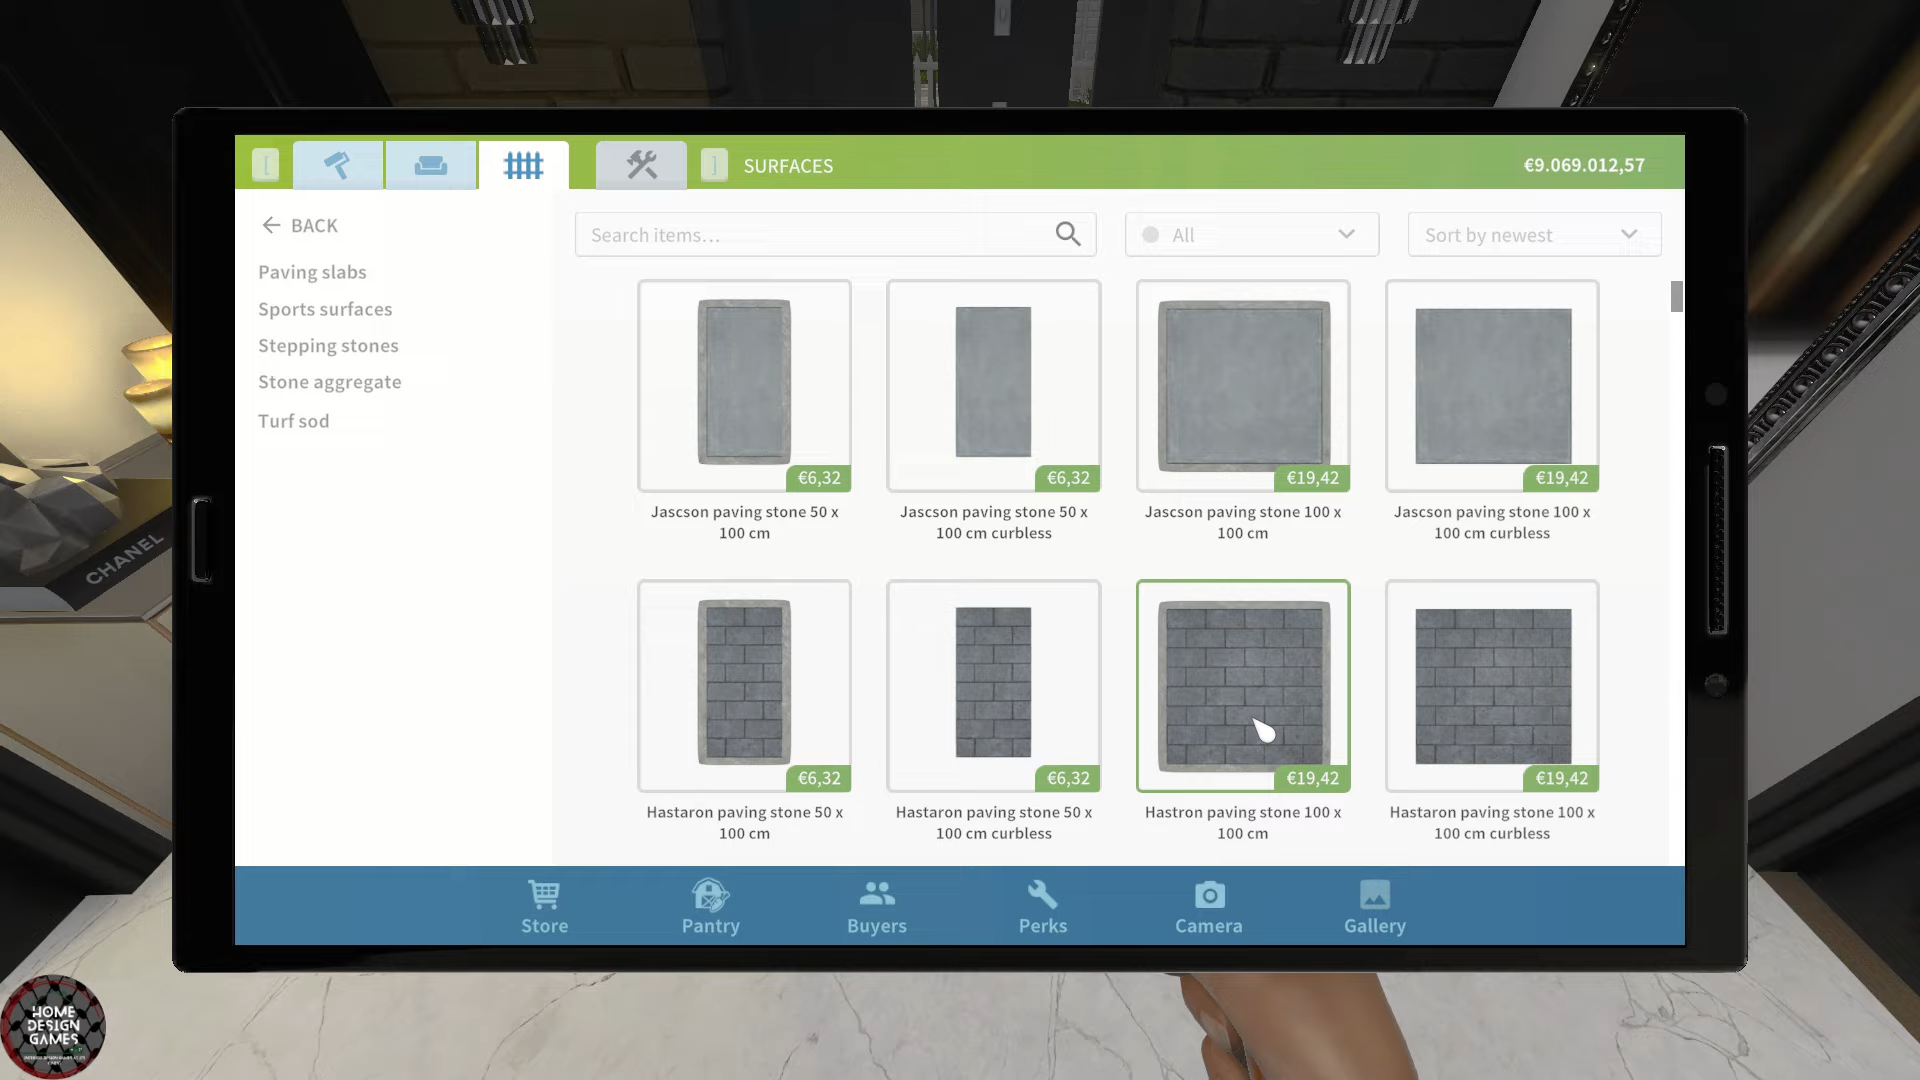 [
]
SURFACES
€9.069.012,57
BACK
Search items...
All
Sort by newest
Paving slabs
Sports surfaces
Stepping stones
Stone aggregate
Turf sod
€6,32
€6,32
€19,42
€19,42
Jascson paving stone 50 x
100 cm
Jascson paving stone 50 x
100 cm curbless
Jascson paving stone 100 x
100 cm
Jascson paving stone 100 x
100 cm curbless
€6,32
€6,32
€19,42
€19,42
Hastaron paving stone 50 x
100 cm
Hastaron paving stone 50 x
100 cm curbless
Hastron paving stone 100 x
100 cm
Hastaron paving stone 100 x
100 cm curbless
Store
Pantry
Buyers
Perks
Camera
Gallery
CHANEL
HOME
DESIGN
GAMES